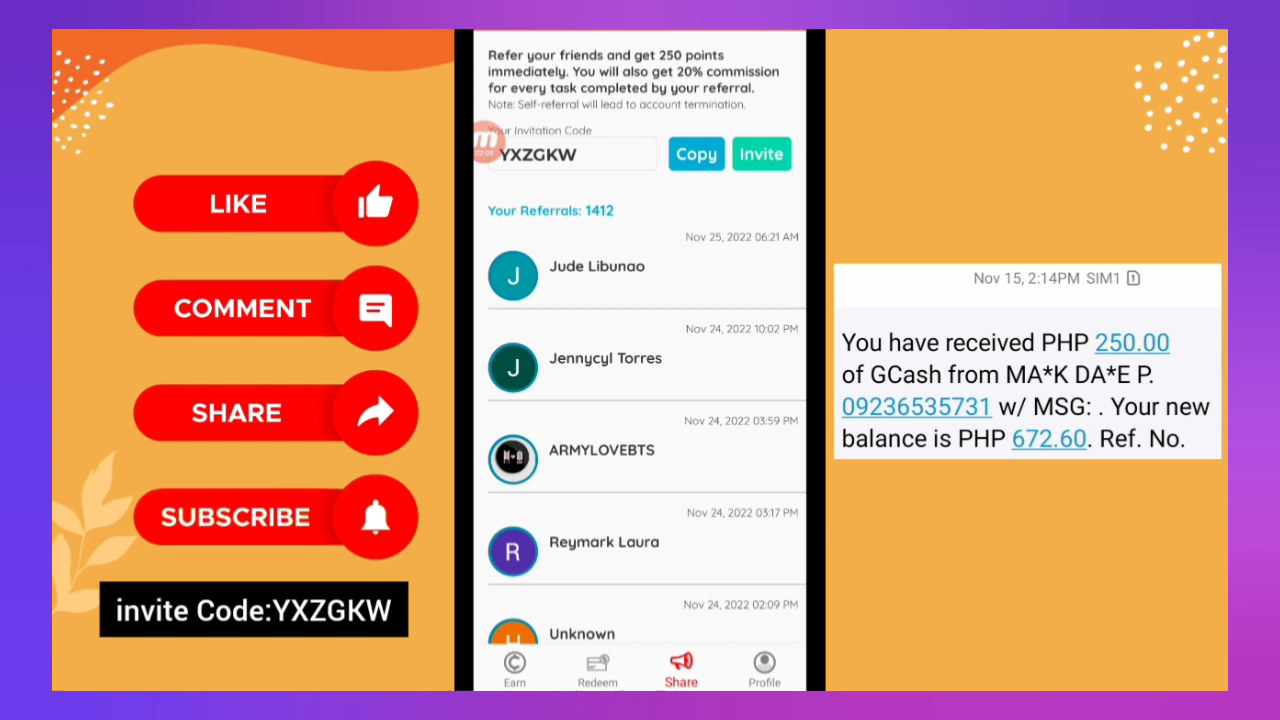 LIKE
COMMENT
SHARE
SUBSCRIBE
invite Code:YXZGKW
Refer your friends and get 250 points
immediately. You will also get 20% commission
for every task completed by your referral.
Note: Self-referral will lead to account termination.
Your Invitation Code
m
02:09
YXZGKW
Copy
Invite
Your Referrals: 1412
Nov 25, 2022 06:21 AM
J
Jude Libunao
Nov 24, 2022 10:02 PM
J
Jennycyl Torres
Nov 24, 2022 03:59 PM
ARMYLOVEBTS
Nov 24, 2022 03:17 PM
R
Reymark Laura
Nov 24, 2022 02:09 PM
Unknown
Earn
Redeem
Share
Profile
Nov 15, 2:14PM SIM1 1
You have received PHP 250.00
of GCash from MA*K DA*E P.
09236535731 w/ MSG: . Your new
balance is PHP 672.60. Ref. No.